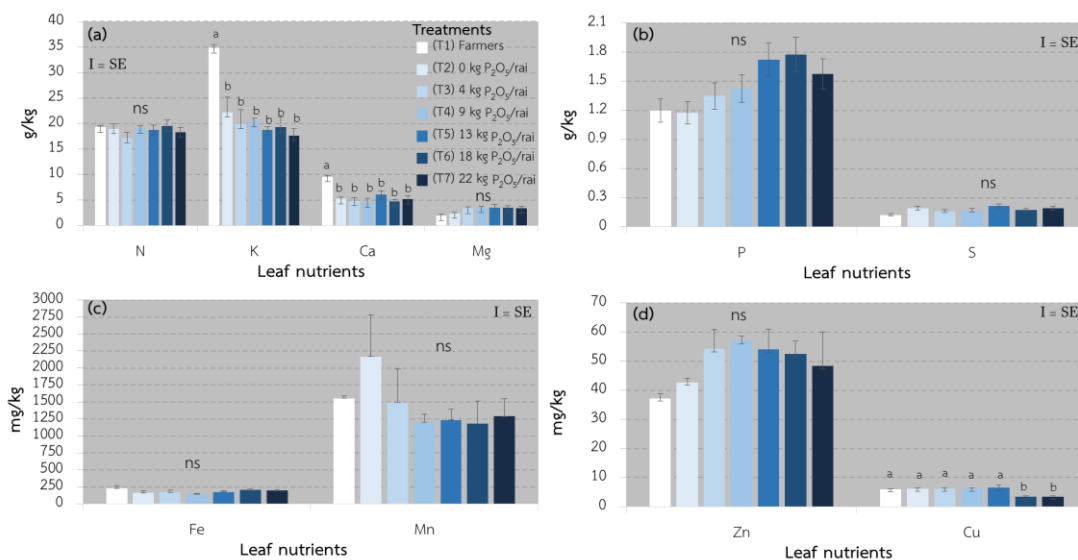 (a)
I = SE
40
35
30
25
20
15
10
5
0
g/kg
ns
a
b b b b b b
a
b b b b b b
ns
Treatments
(T1) Farmers
(T2) 0 kg P2O5/rai
(T3) 4 kg P2O5/rai
(T4) 9 kg P2O5/rai
(T5) 13 kg P2O5/rai
(T6) 18 kg P2O5/rai
(T7) 22 kg P2O5/rai
N K Ca Mg
Leaf nutrients
(b)
I = SE
2.1
1.8
1.5
1.2
0.9
0.6
0.3
0
g/kg
ns
ns
P S
Leaf nutrients
(c)
I = SE
3000
2750
2500
2250
2000
1750
1500
1250
1000
750
500
250
0
mg/kg
ns
ns
Fe Mn
Leaf nutrients
(d)
I = SE
70
60
50
40
30
20
10
0
mg/kg
ns
a a a a a b b
Zn Cu
Leaf nutrients